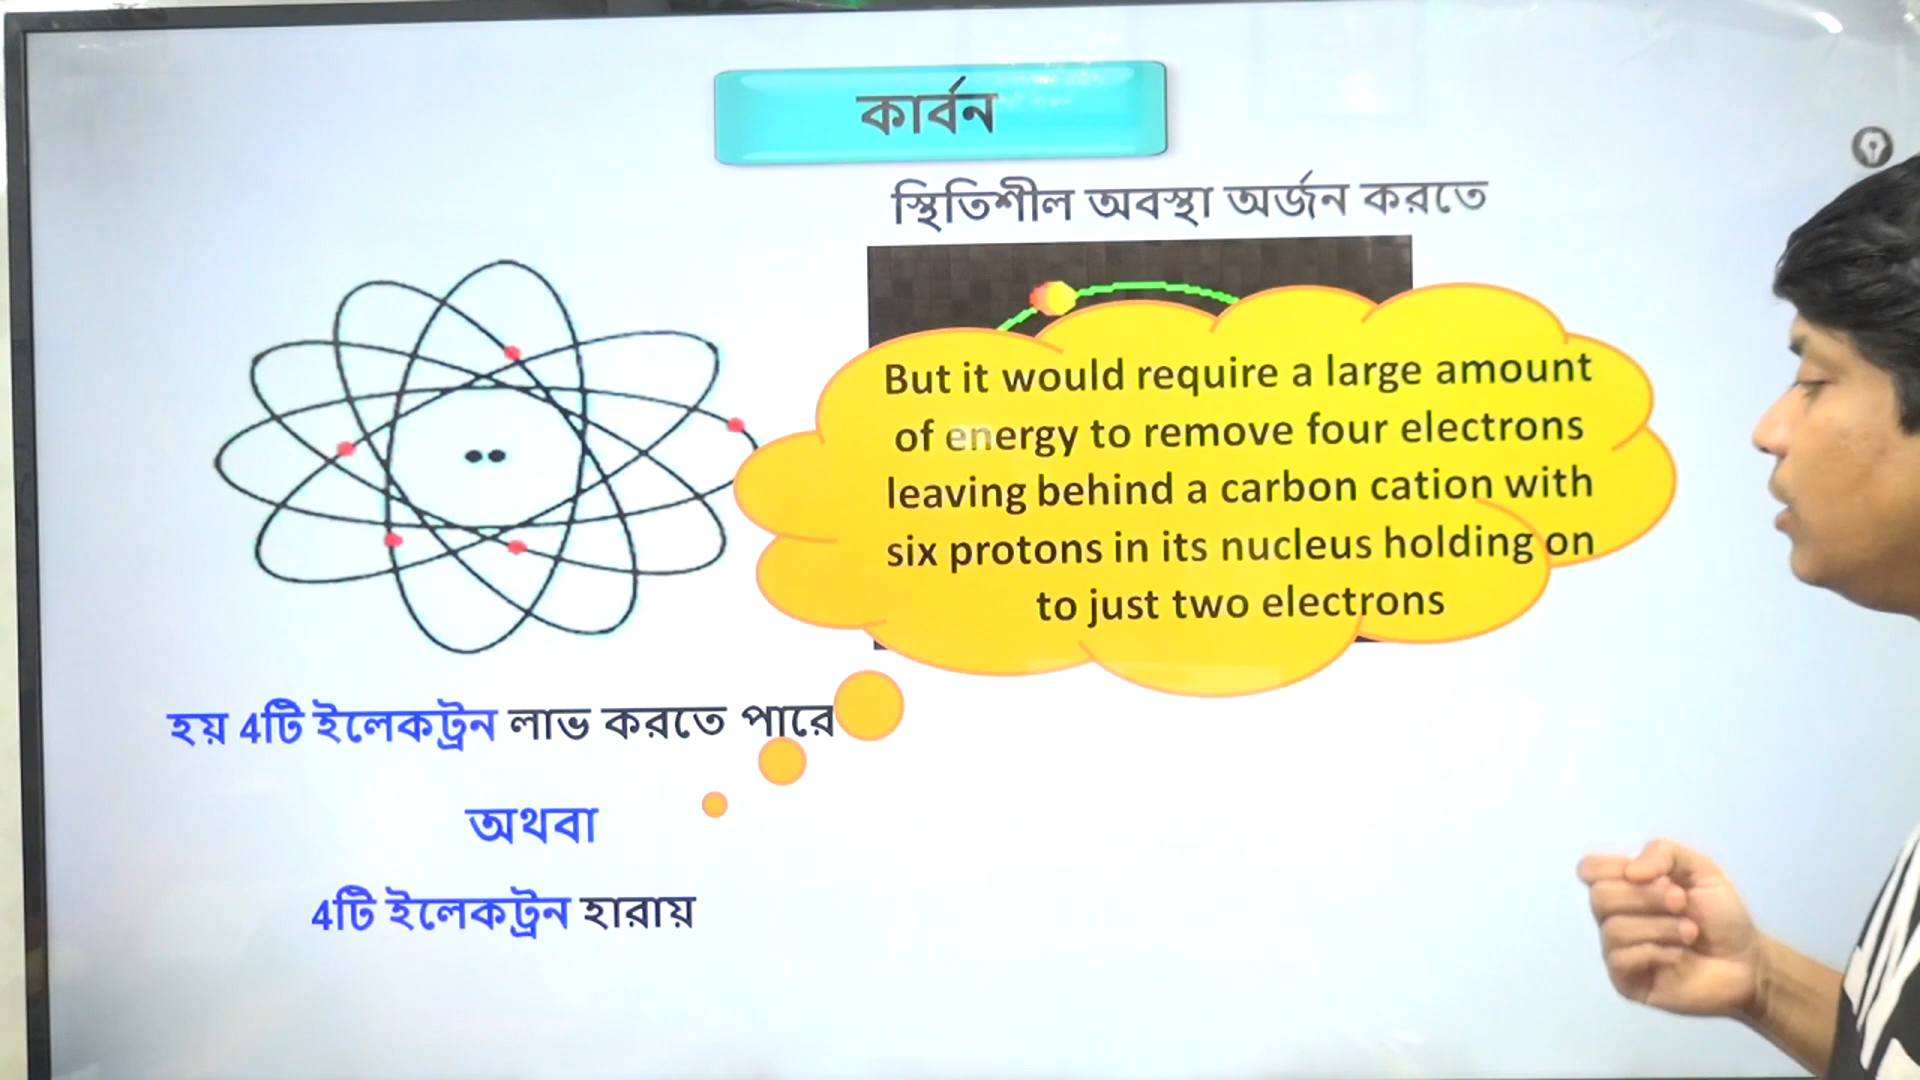 কার্বন
স্থিতিশীল অবস্থা অর্জন করতে
But it would require a large amount
of energy to remove four electrons
leaving behind a carbon cation with
six protons in its nucleus holding on
to just two electrons
হয় 4টি ইলেকট্রন লাভ করতে পারে
অথবা
4টি ইলেকট্রন হারায়